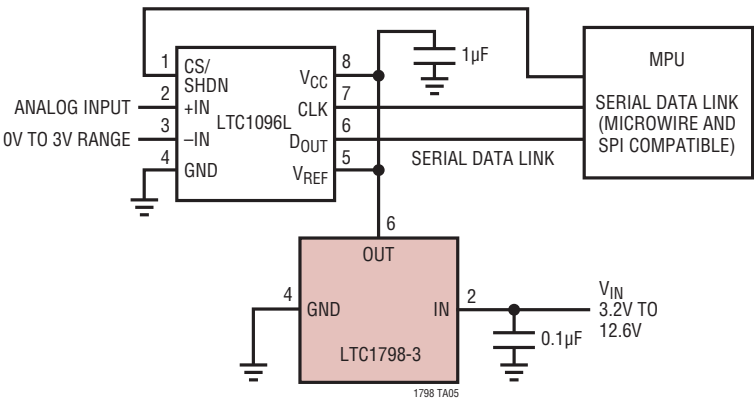 1
CS/
SHDN
8
VCC
1µF
MPU
ANALOG INPUT
2
+IN
LTC1096L
CLK
7
SERIAL DATA LINK
(MICROWIRE AND
SPI COMPATIBLE)
0V TO 3V RANGE
3
–IN
DOUT
6
SERIAL DATA LINK
4
GND
VREF
5
6
OUT
4
GND
IN
2
VIN
3.2V TO
12.6V
0.1µF
LTC1798-3
1798 TA05